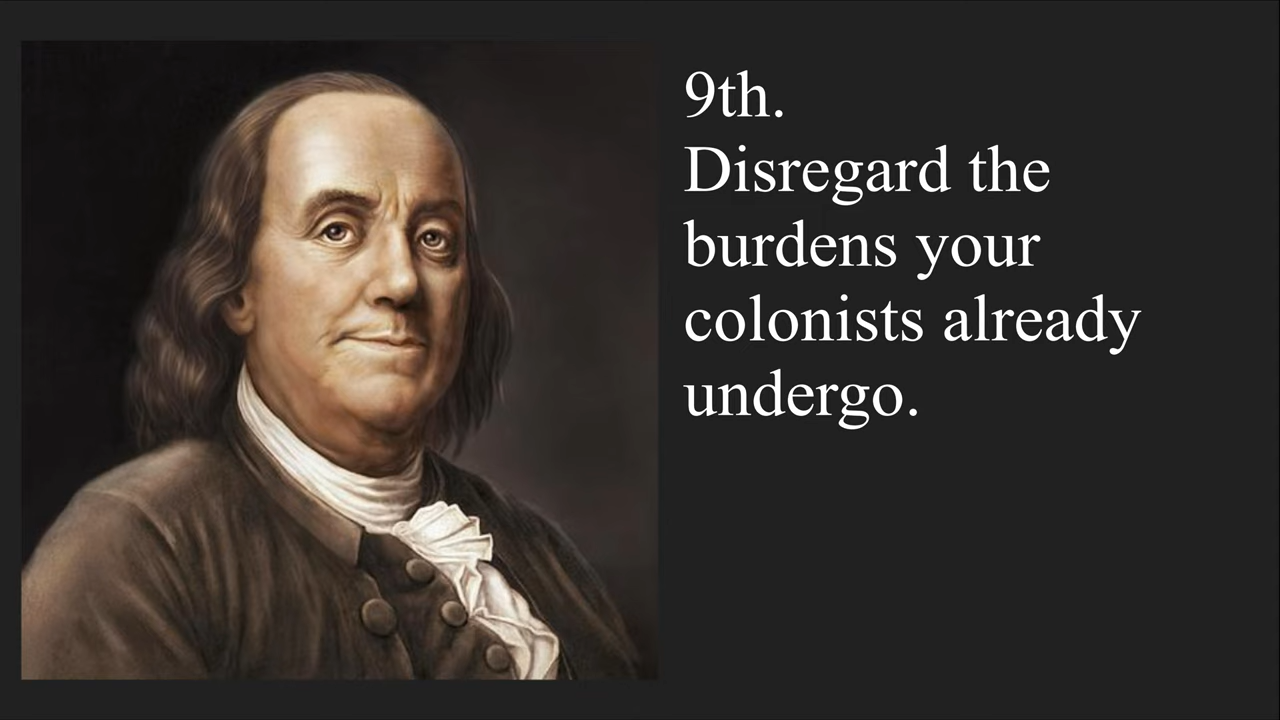 9th.
Disregard the
burdens your
colonists already
undergo.